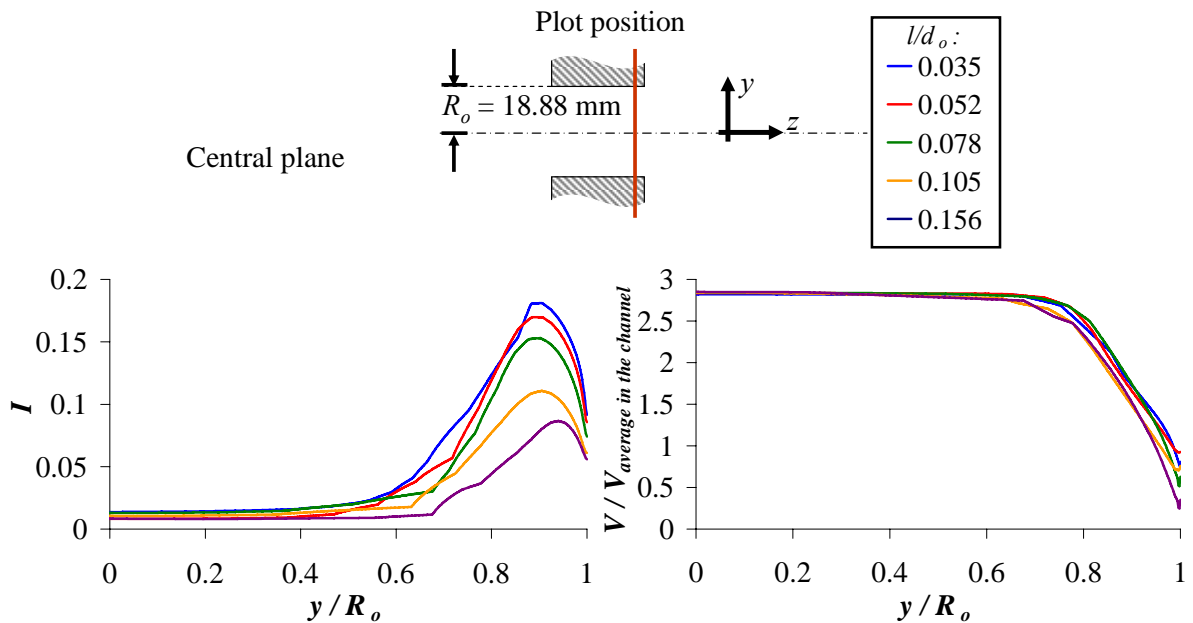 Plot position
R_o = 18.88 mm
y
z
Central plane
l/d_o :
0.035
0.052
0.078
0.105
0.156
0.2
0.15
0.1
0.05
0
I
0 0.2 0.4 0.6 0.8 1
y / R_o
3
2.5
2
1.5
1
0.5
0
V / V_average in the channel
0 0.2 0.4 0.6 0.8 1
y / R_o